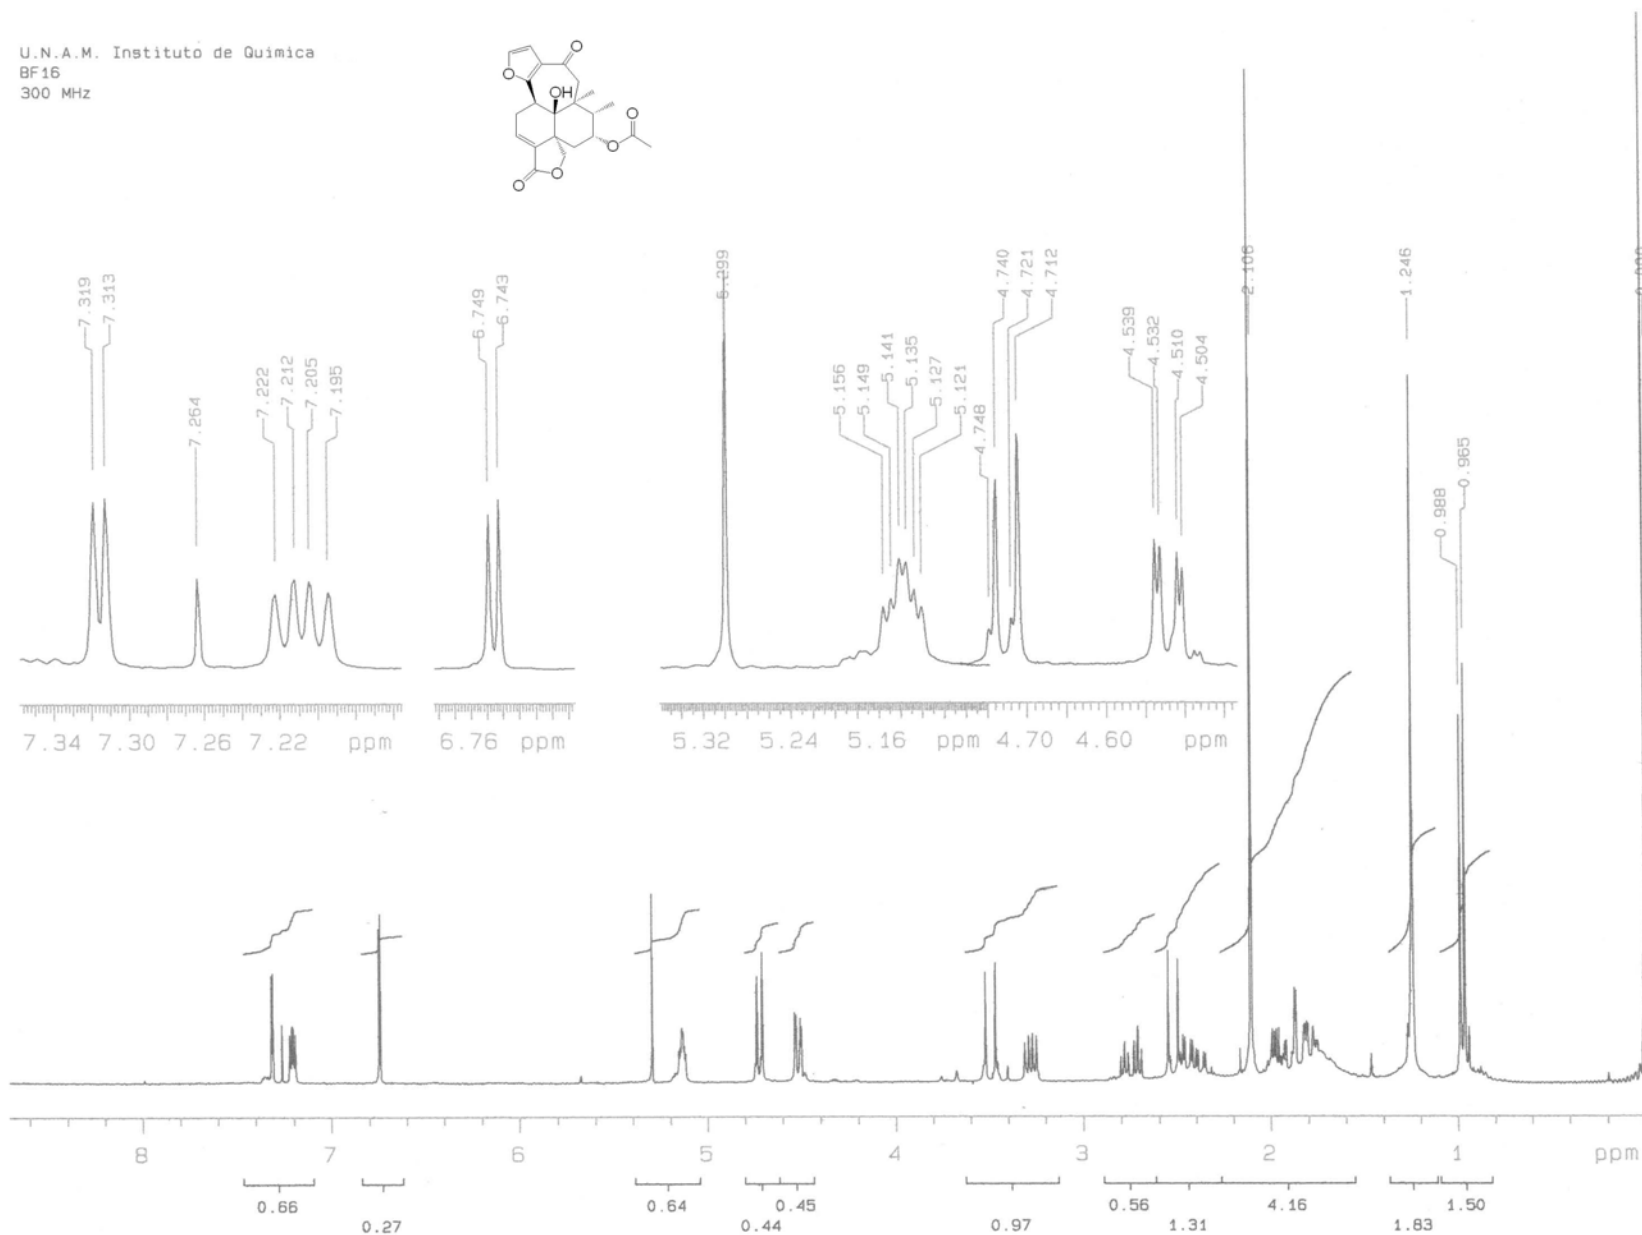 U.N.A.M. Instituto de Quimica
BF16
300 MHz
O
O
OH
O
O
O
O
7.319
7.313
7.264
7.222
7.212
7.205
7.195
6.749
6.743
5.299
5.156
5.149
5.141
5.135
5.127
5.121
4.748
4.740
4.721
4.712
4.539
4.532
4.510
4.504
2.106
1.246
0.988
0.965
7.34 7.30 7.26 7.22 ppm
6.76 ppm
5.32 5.24 5.16 ppm 4.70 4.60 ppm
8 7 6 5 4 3 2 1 ppm
0.66
0.27
0.64
0.44
0.45
0.97
0.56
1.31
4.16
1.83
1.50